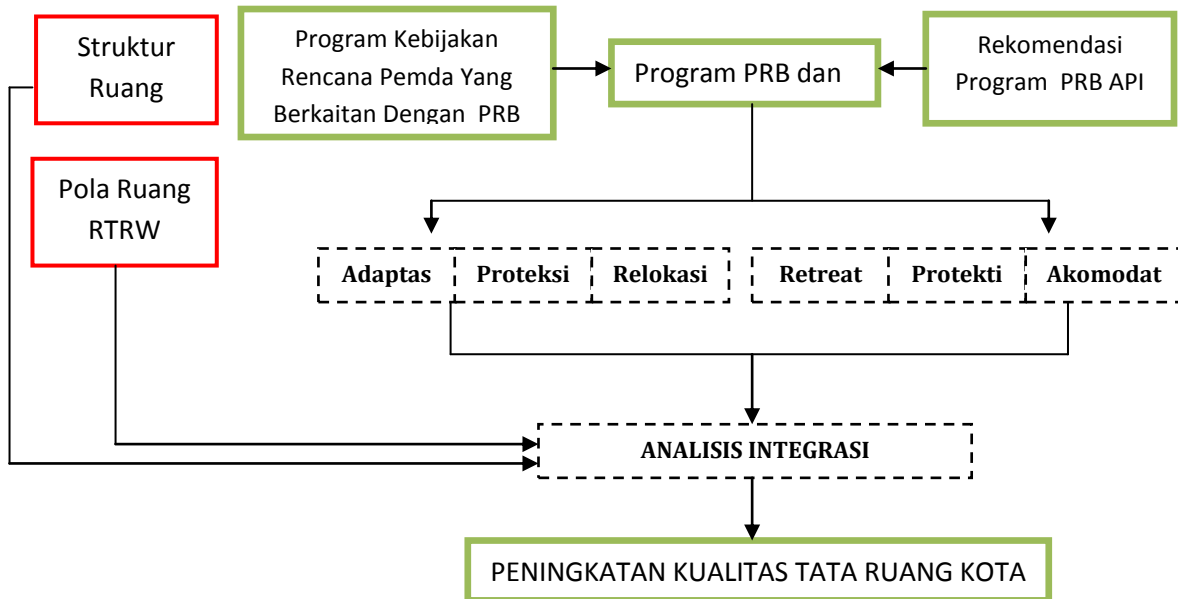 Struktur
Ruang
Program Kebijakan
Rencana Pemda Yang
Berkaitan Dengan PRB
Program PRB dan
Rekomendasi
Program PRB API
Pola Ruang
RTRW
Adaptas
Proteksi
Relokasi
Retreat
Protekti
Akomodat
ANALISIS INTEGRASI
PENINGKATAN KUALITAS TATA RUANG KOTA